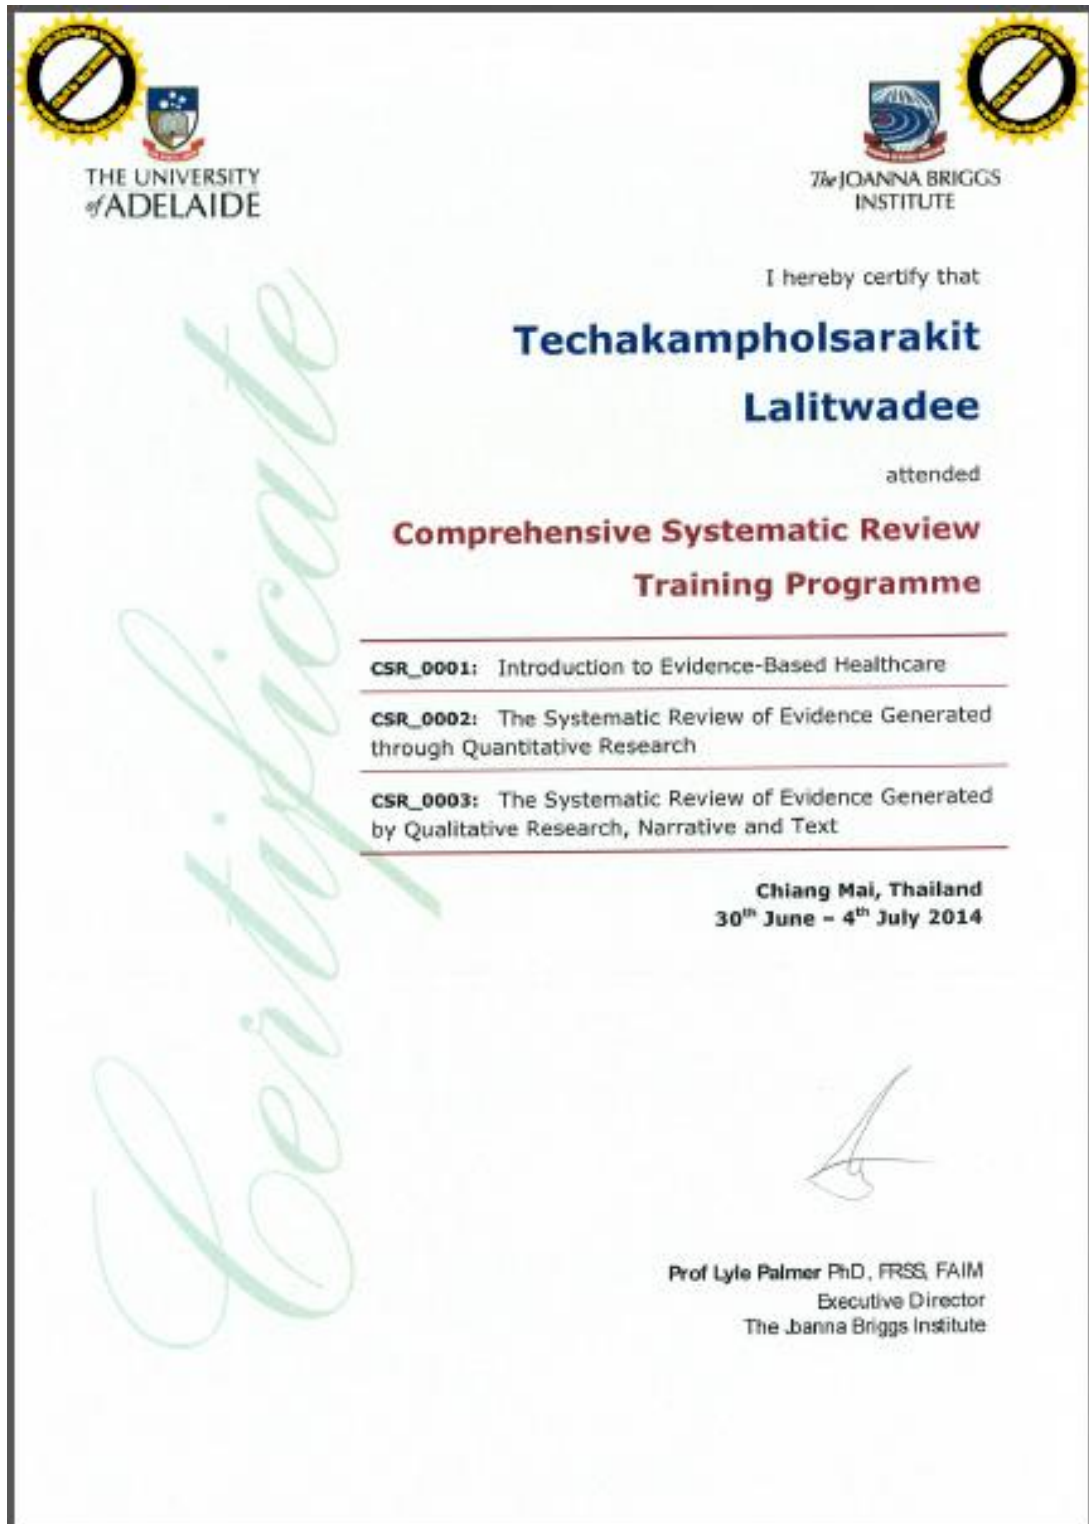 THE UNIVERSITY
of ADELAIDE
The JOANNA BRIGGS
INSTITUTE
I hereby certify that
Techakampholsarakit
Lalitwadee
attended
Comprehensive Systematic Review
Training Programme
CSR_0001: Introduction to Evidence-Based Healthcare
CSR_0002: The Systematic Review of Evidence Generated
through Quantitative Research
CSR_0003: The Systematic Review of Evidence Generated
by Qualitative Research, Narrative and Text
Chiang Mai, Thailand
30th June – 4th July 2014
Certificate
Prof Lyle Palmer PhD, FRSS, FAIM
Executive Director
The Joanna Briggs Institute